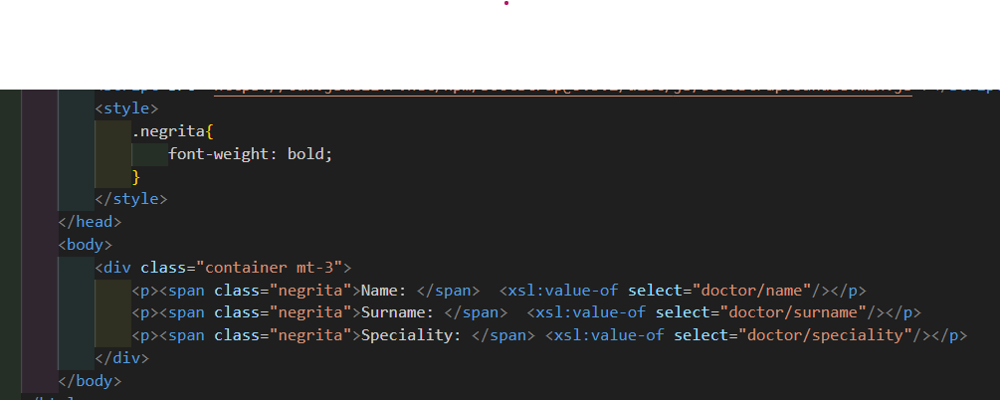 <style>
.negrita{
font-weight: bold;
}
</style>
</head>
<body>
<div class="container mt-3">
<p><span class="negrita">Name: </span>  <xsl:value-of select="doctor/name"/></p>
<p><span class="negrita">Surname: </span>  <xsl:value-of select="doctor/surname"/></p>
<p><span class="negrita">Speciality: </span> <xsl:value-of select="doctor/speciality"/></p>
</div>
</body>